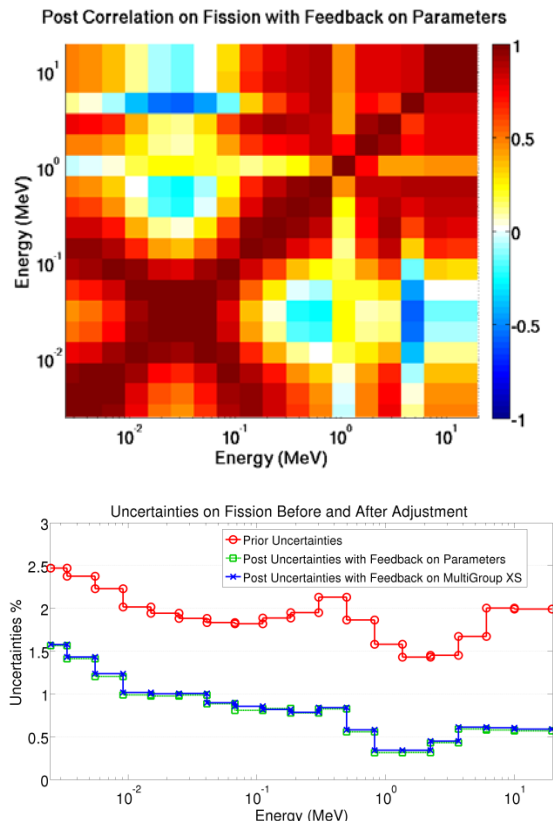 Post Correlation on Fission with Feedback on Parameters
10^1
10^0
10^-1
10^-2
Energy (MeV)
10^-2 10^-1 10^0 10^1
Energy (MeV)
1
0.5
0
-0.5
-1
Uncertainties on Fission Before and After Adjustment
3
2.5
2
1.5
1
0.5
0
Uncertainties %
Prior Uncertainties
Post Uncertainties with Feedback on Parameters
Post Uncertainties with Feedback on MultiGroup XS
10^-2 10^-1 10^0 10^1
Energy (MeV)